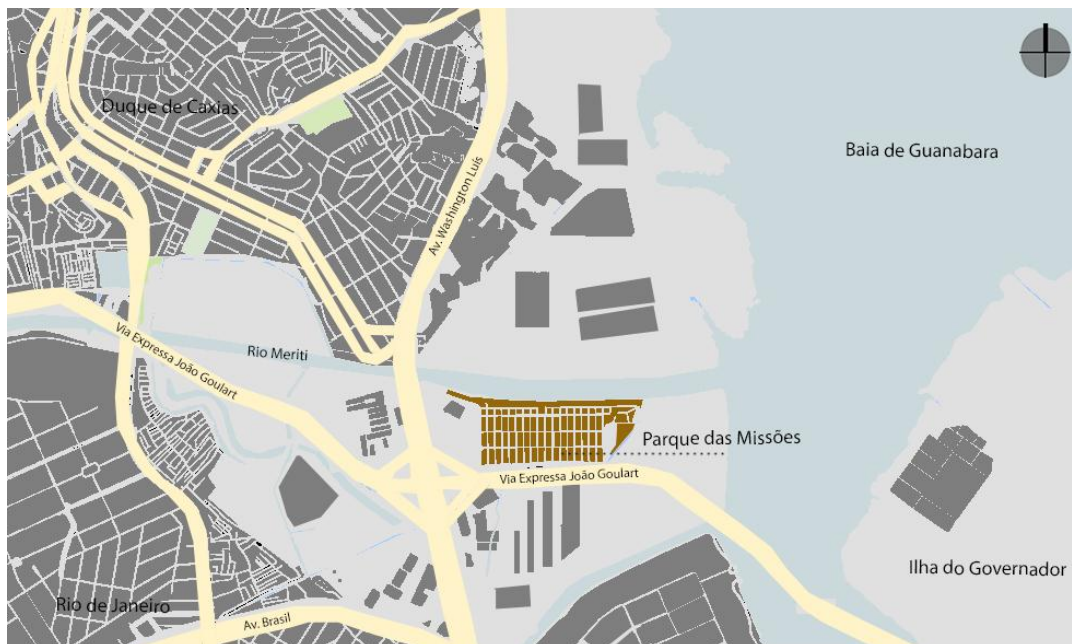 Duque de Caxias
Baia de Guanabara
Av. Washington Luis
Via Expressa João Goulart
Rio Meriti
Parque das Missões
Via Expressa João Goulart
Ilha do Governador
Rio de Janeiro
Av. Brasil